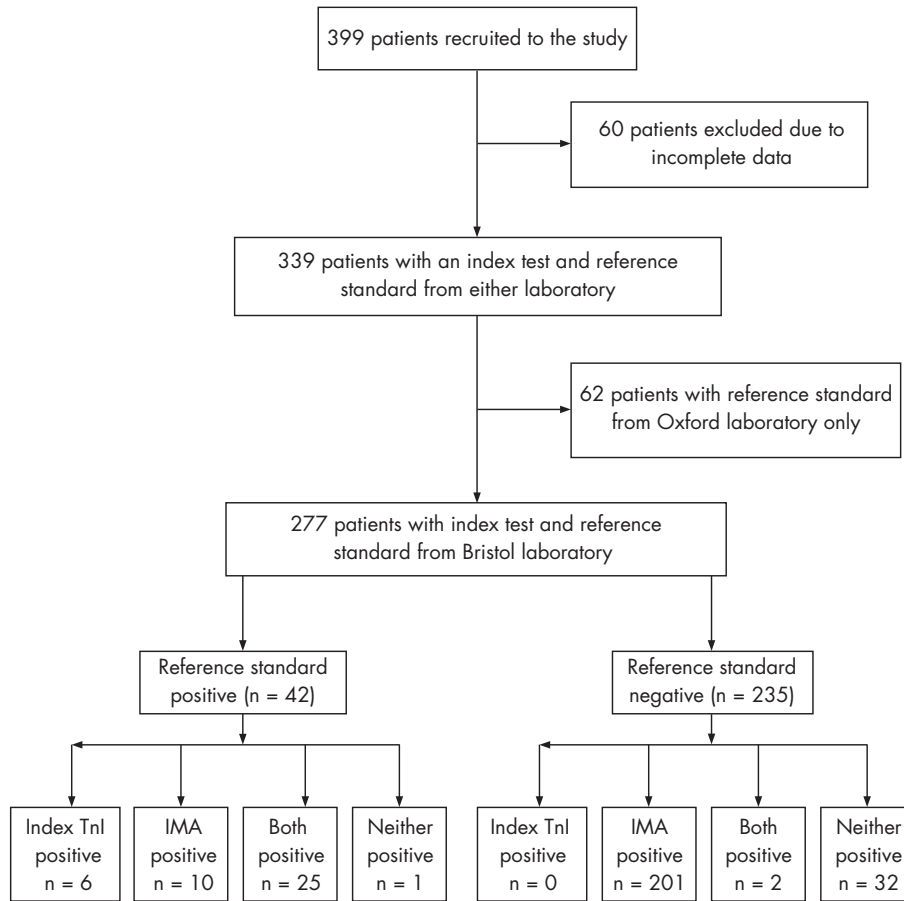 399 patients recruited to the study
60 patients excluded due to
incomplete data
339 patients with an index test and reference
standard from either laboratory
62 patients with reference standard
from Oxford laboratory only
277 patients with index test and reference
standard from Bristol laboratory
Reference standard
positive (n = 42)
Reference standard
negative (n = 235)
Index TnI
positive
n = 6
IMA
positive
n = 10
Both
positive
n = 25
Neither
positive
n = 1
Index TnI
positive
n = 0
IMA
positive
n = 201
Both
positive
n = 2
Neither
positive
n = 32